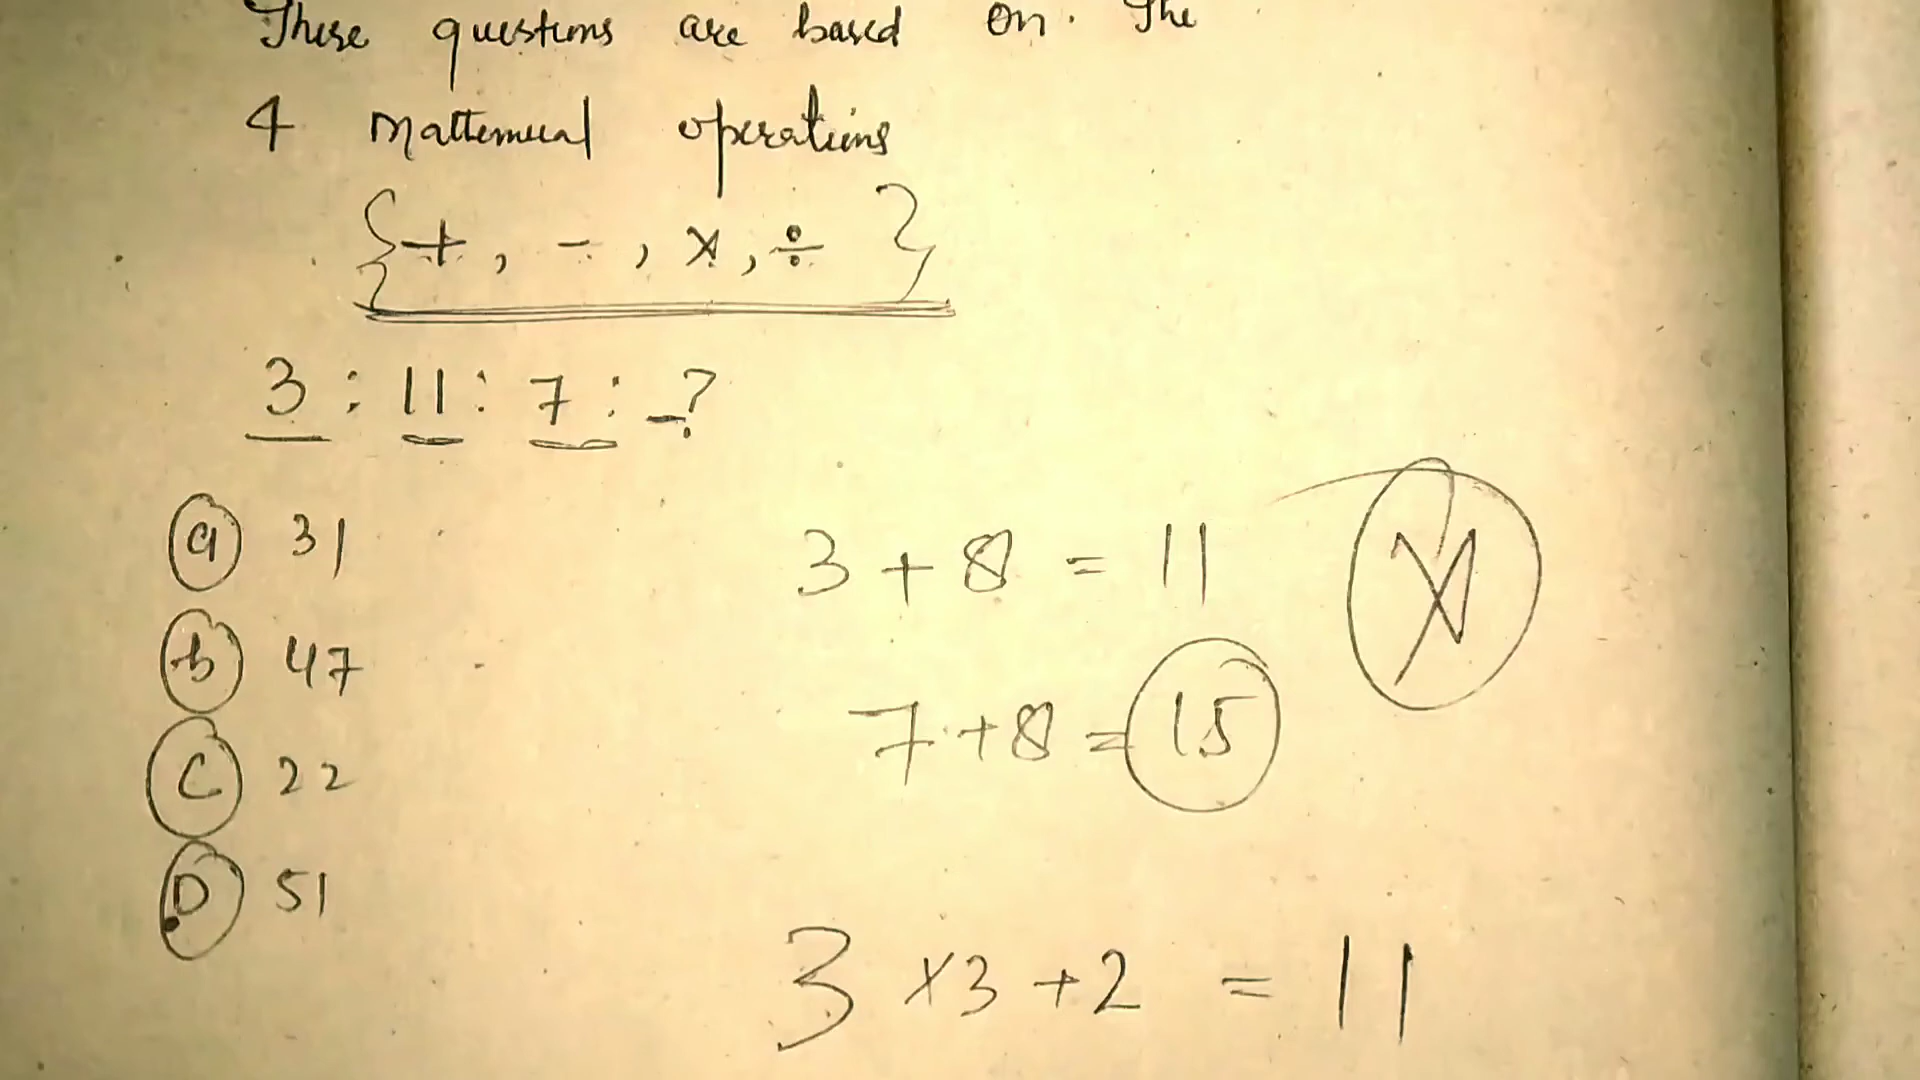 These questions are based on. The
4 Mattemical operations
{+, -, x, ÷}
3 : 11 : 7 : _?
a 31
b 47
C 22
D 51
3 + 8 = 11
7 + 8 = 15
3 x 3 + 2 = 11